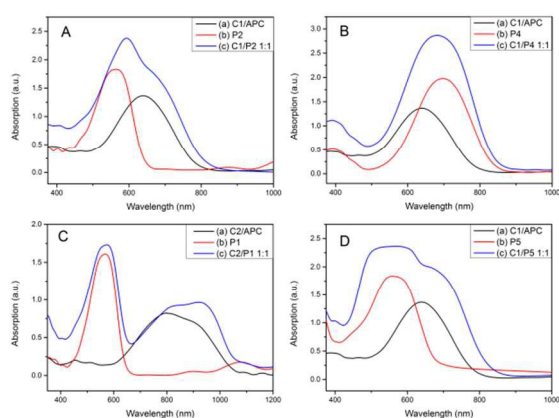 A
(a) C1/APC
(b) P2
(c) C1/P2 1:1
Absorption (a.u.)
2.5
2.0
1.5
1.0
0.5
0.0
400
600
800
1000
Wavelength (nm)
B
(a) C1/APC
(b) P4
(c) C1/P4 1:1
Absorption (a.u.)
3.0
2.5
2.0
1.5
1.0
0.5
0.0
400
600
800
1000
Wavelength (nm)
C
(a) C2/APC
(b) P1
(c) C2/P1 1:1
Absorption (a.u.)
2.0
1.5
1.0
0.5
0.0
400
600
800
1000
1200
Wavelength (nm)
D
(a) C1/APC
(b) P5
(c) C1/P5 1:1
Absorption (a.u.)
2.5
2.0
1.5
1.0
0.5
0.0
400
600
800
1000
Wavelength (nm)